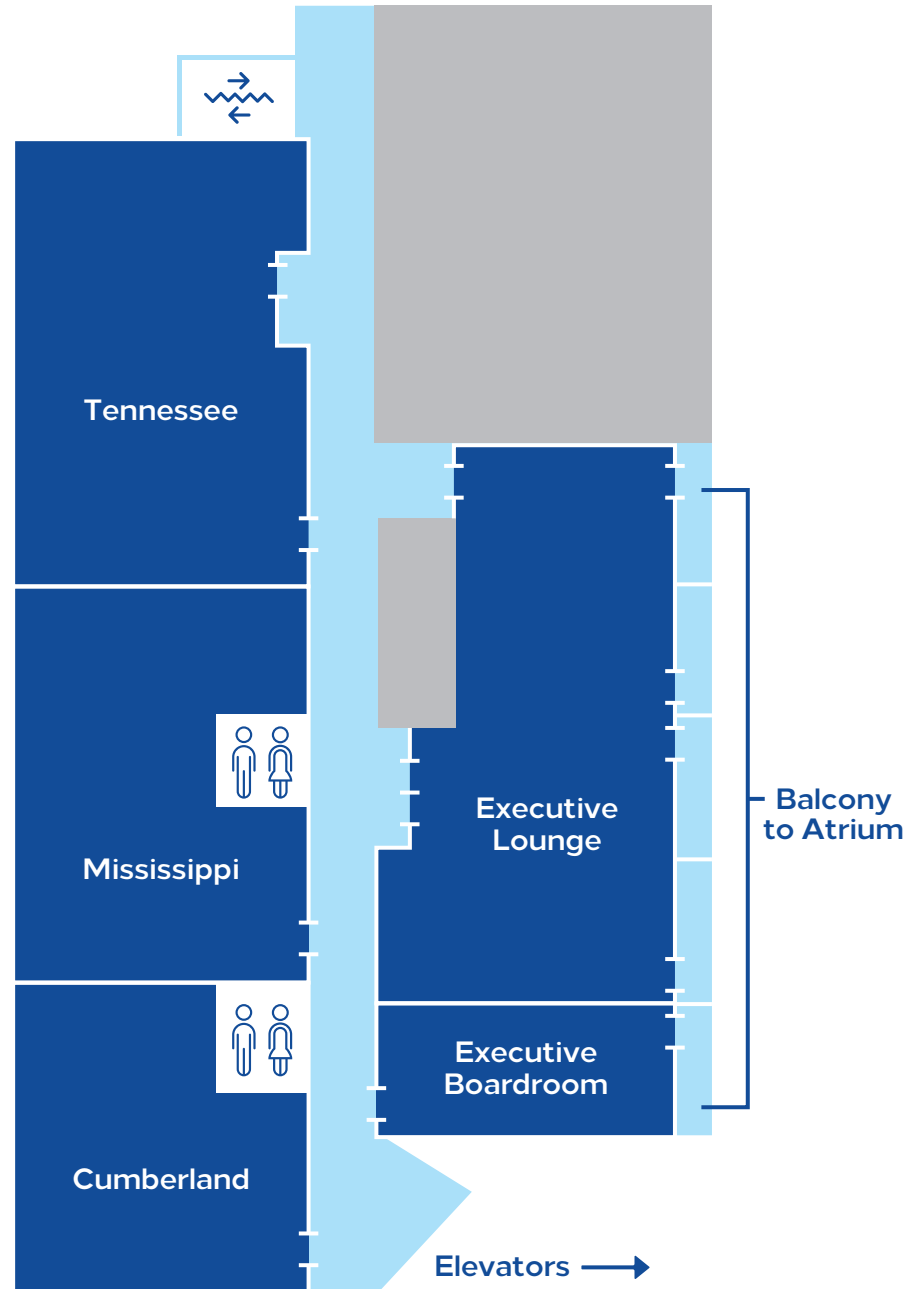 Tennessee
Mississippi
Executive
Lounge
Balcony
to Atrium
Executive
Boardroom
Cumberland
Elevators